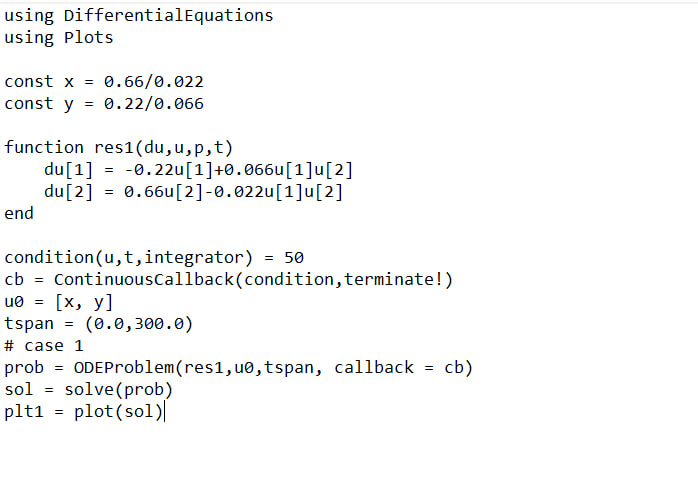 using DifferentialEquations
using Plots
const x = 0.66/0.022
const y = 0.22/0.066
function res1(du,u,p,t)
    du[1] = -0.22u[1]+0.066u[1]u[2]
    du[2] = 0.66u[2]-0.022u[1]u[2]
end
condition(u,t,integrator) = 50
cb = ContinuousCallback(condition,terminate!)
u0 = [x, y]
tspan = (0.0,300.0)
# case 1
prob = ODEProblem(res1,u0,tspan, callback = cb)
sol = solve(prob)
plt1 = plot(sol)